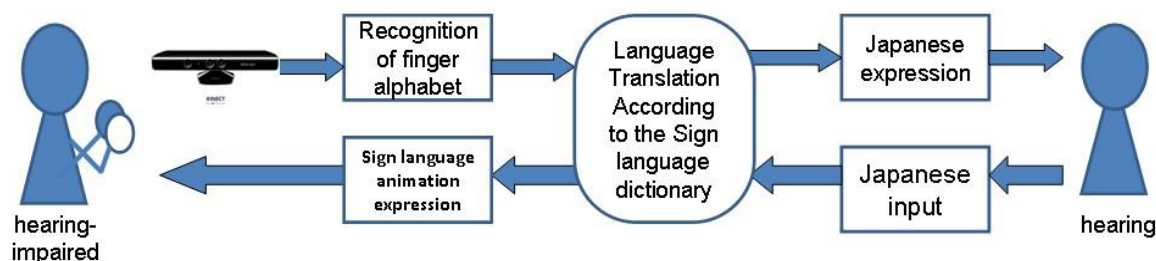 Recognition
of finger
alphabet
Language
Translation
According
to the Sign
language
dictionary
Japanese
expression
KINECT
Sign language
animation
expression
Japanese
input
hearing-
impaired
hearing